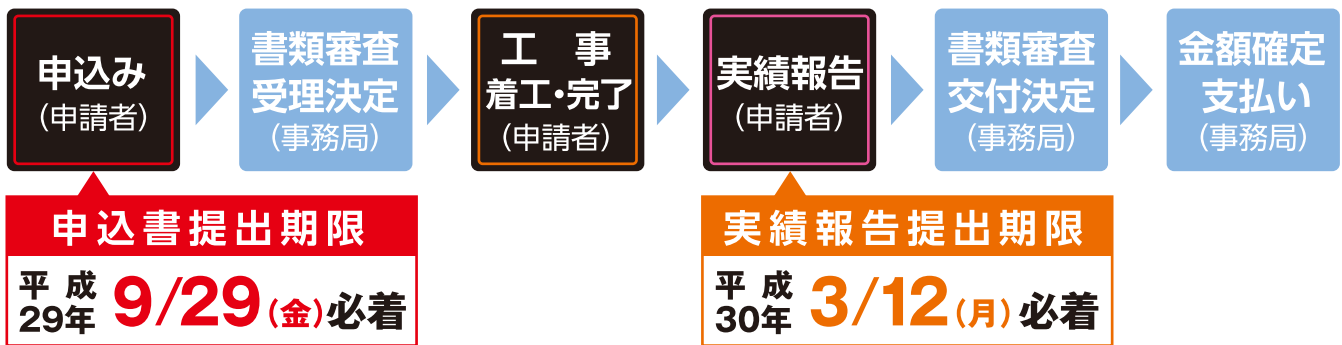 申込み
（申請者）
書類審査
受理決定
（事務局）
工　事
着工・完了
（申請者）
実績報告
（申請者）
書類審査
交付決定
（事務局）
金額確定
支払い
（事務局）
申込書提出期限
平成
29年
9/29（金）必着
実績報告提出期限
平成
30年
3/12（月）必着